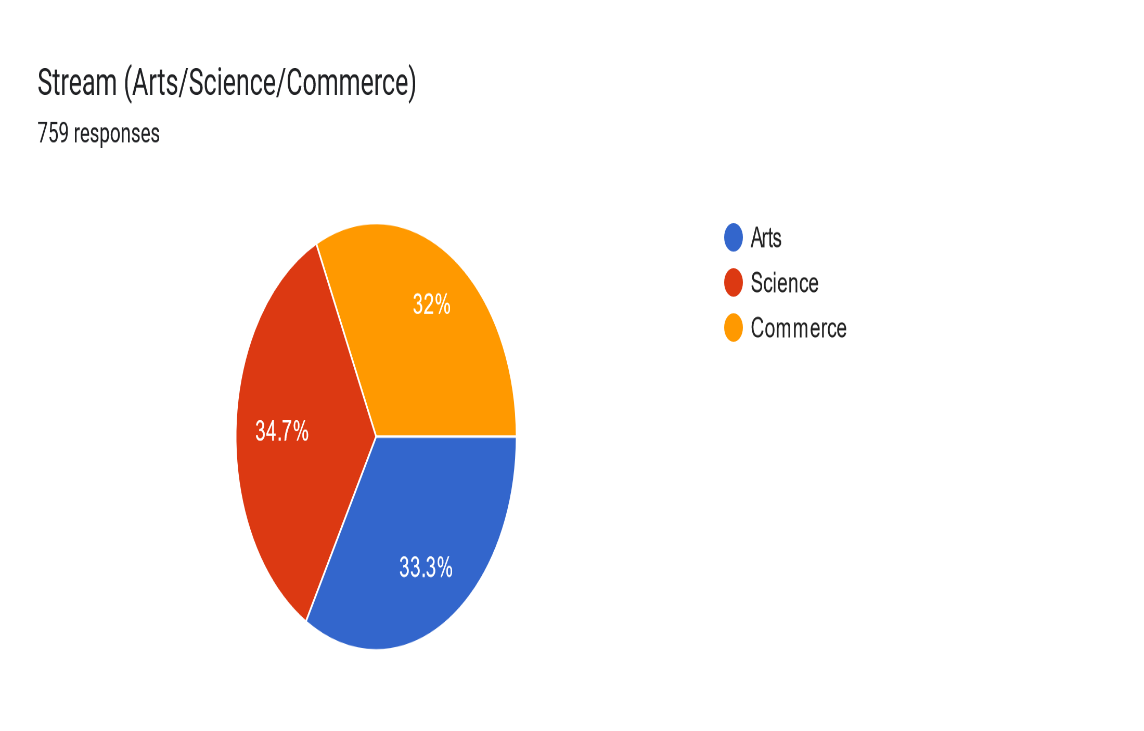 Stream (Arts/Science/Commerce)
759 responses
Arts
Science
Commerce
32%
34.7%
33.3%